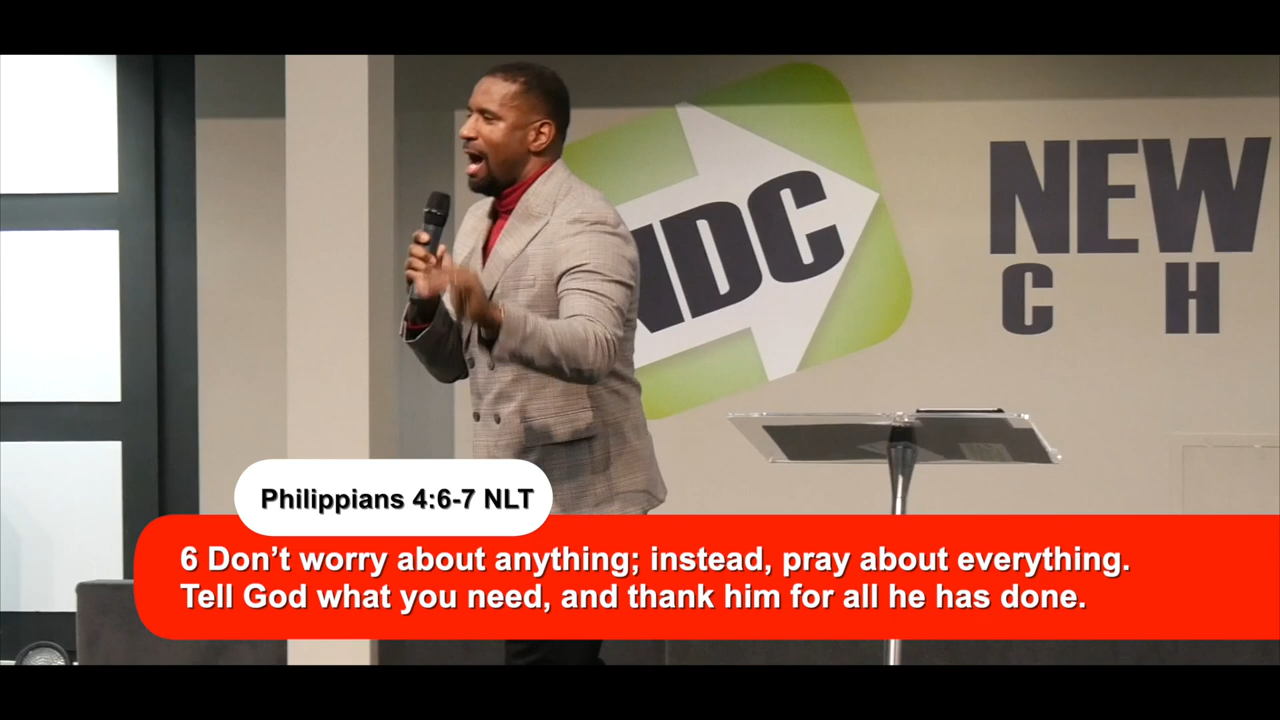 NDC
NEW
C H
Philippians 4:6-7 NLT
6 Don’t worry about anything; instead, pray about everything.
Tell God what you need, and thank him for all he has done.